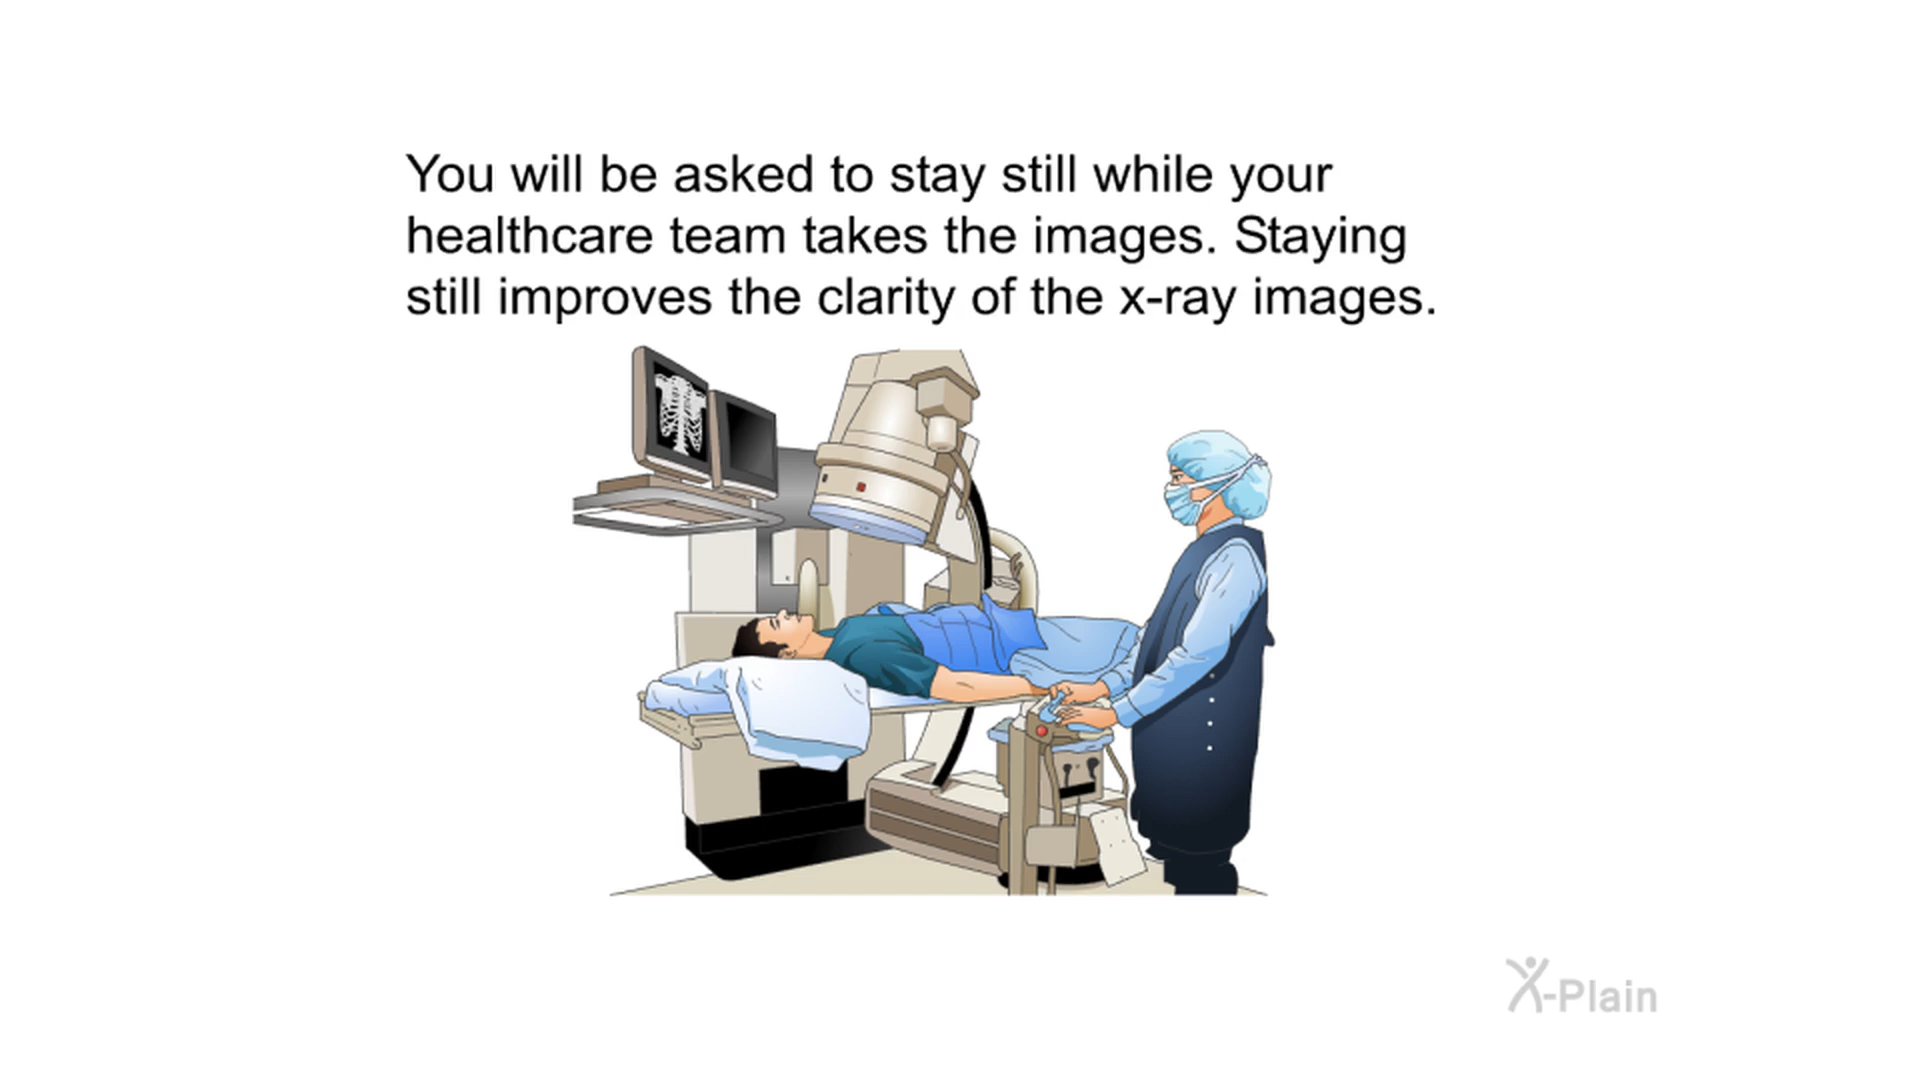 You will be asked to stay still while your
healthcare team takes the images. Staying
still improves the clarity of the x-ray images.
X-Plain